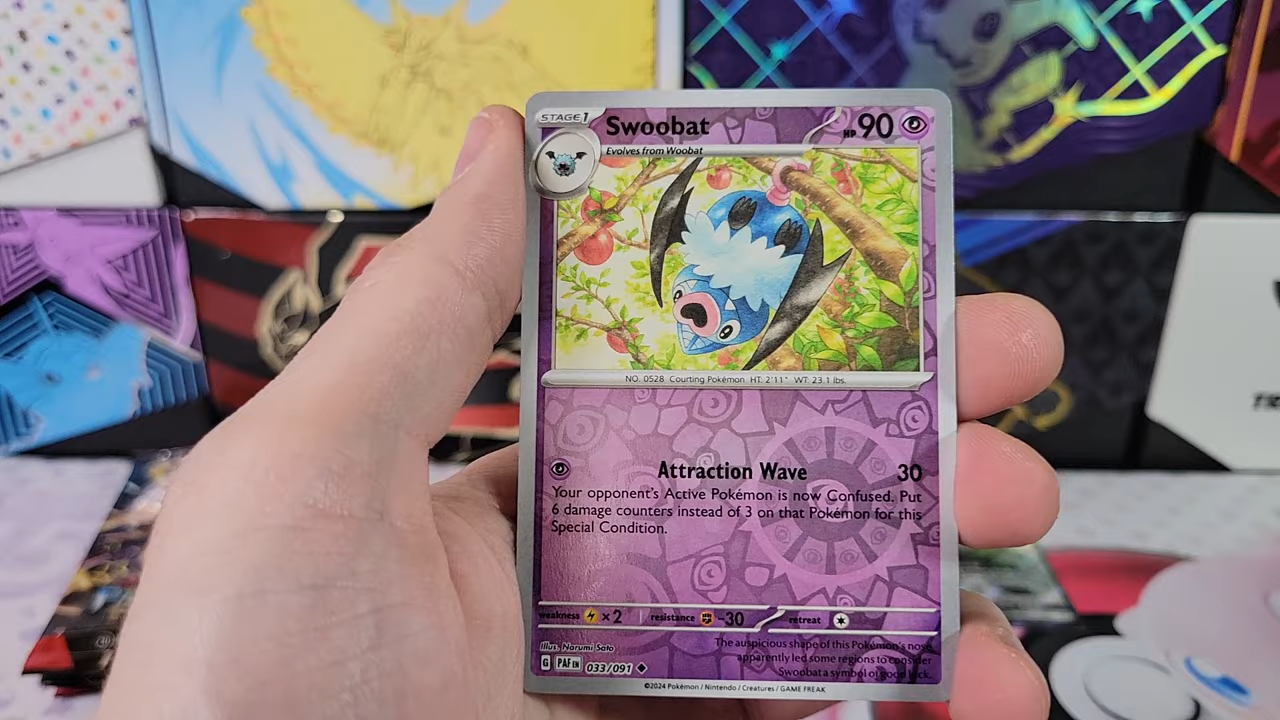 STAGE 1
Swoobat
HP 90
Evolves from Woobat
NO. 0528 Courting Pokémon HT: 2'11" WT: 23.1 lbs.
Attraction Wave 30
Your opponent's Active Pokémon is now Confused. Put
6 damage counters instead of 3 on that Pokémon for this
Special Condition.
weakness ×2 resistance -30 retreat
Illus. Narumi Sato
The auspicious shape of this Pokémon's nose
apparently led some regions to consider
Swoobat a symbol of good luck.
G PAF EN 033/091
©2024 Pokémon / Nintendo / Creatures / GAME FREAK